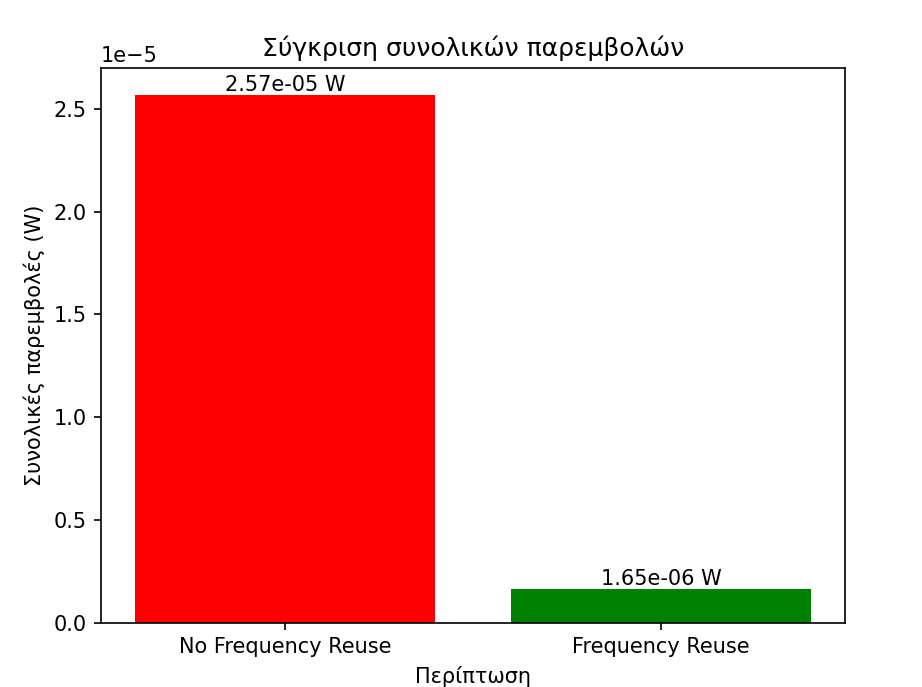 Σύγκριση συνολικών παρεμβολών
1e−5
2.57e-05 W
2.5
2.0
1.5
1.0
0.5
0.0
Συνολικές παρεμβολές (W)
1.65e-06 W
No Frequency Reuse
Frequency Reuse
Περίπτωση